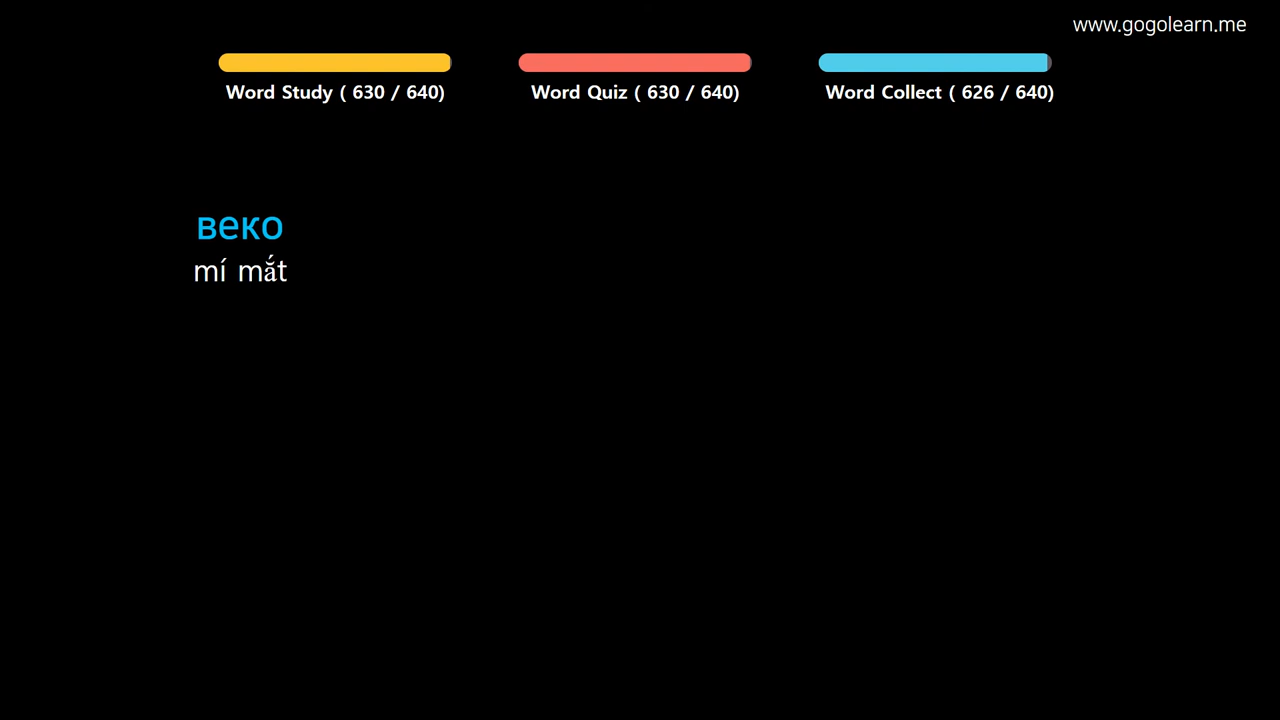 www.gogolearn.me
Word Study ( 630 / 640)
Word Quiz ( 630 / 640)
Word Collect ( 626 / 640)
веко
mí mắt